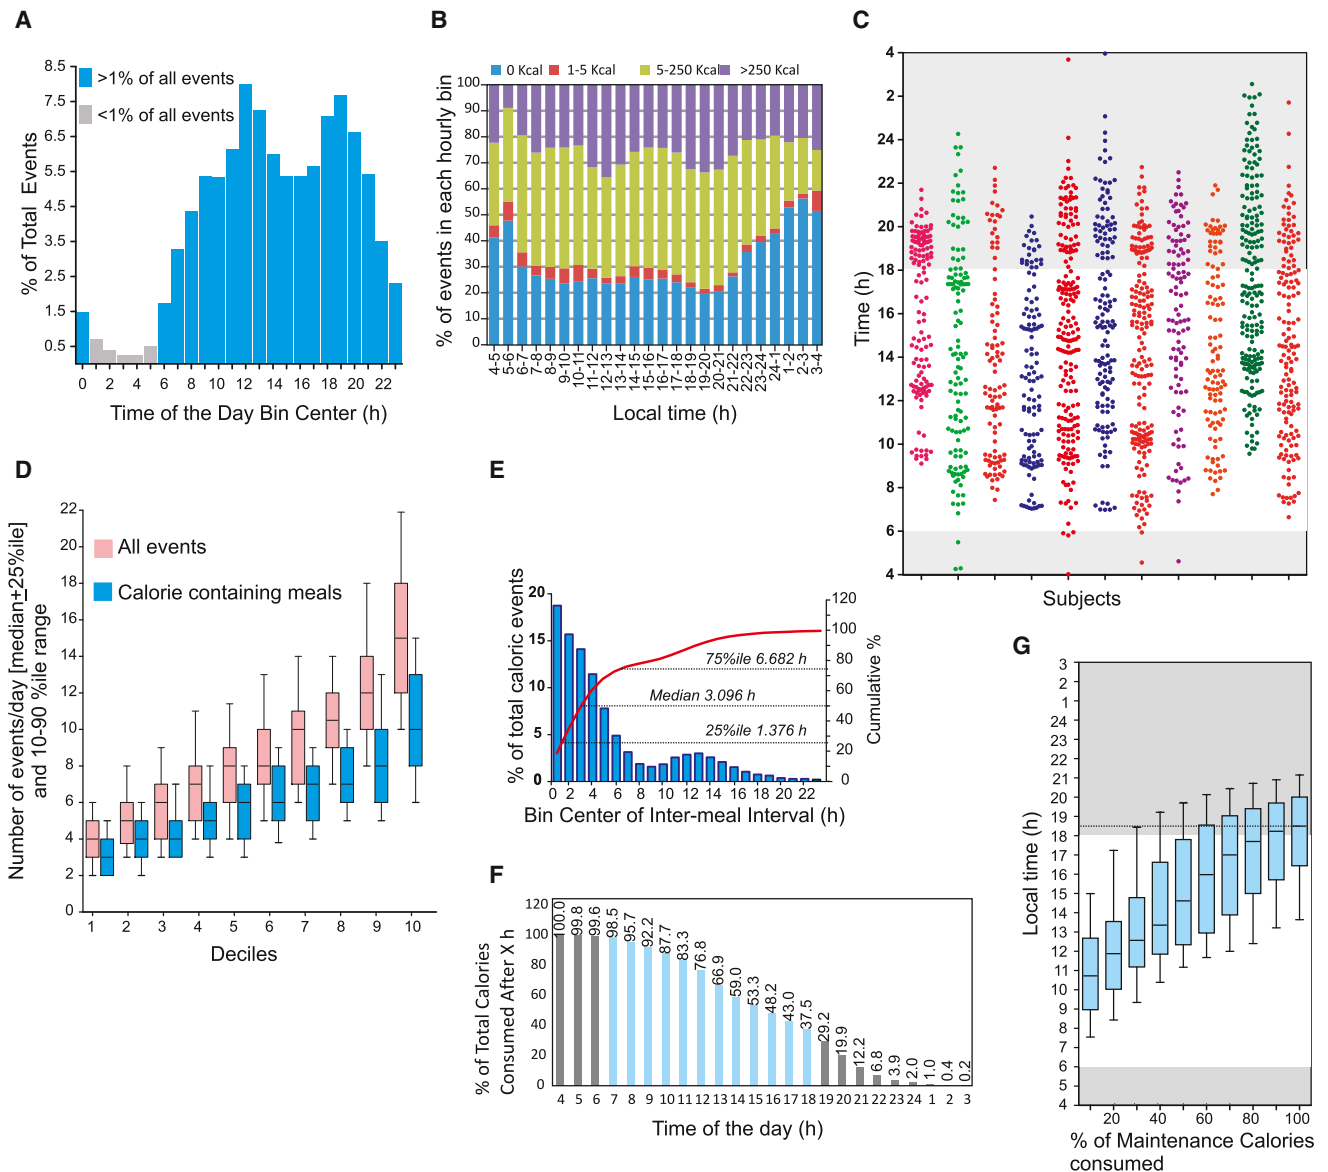 A
8.5
7.5
6.5
5.5
4.5
3.5
2.5
1.5
0.5
% of Total Events
>1% of all events
<1% of all events
0 2 4 6 8 10 12 14 16 18 20 22
Time of the Day Bin Center (h)
B
0 Kcal 1-5 Kcal 5-250 Kcal >250 Kcal
100
90
80
70
60
50
40
30
20
10
0
% of events in each hourly bin
4-5 5-6 6-7 7-8 8-9 9-10 10-11 11-12 12-13 13-14 14-15 15-16 16-17 17-18 18-19 19-20 20-21 21-22 22-23 23-24 24-1 1-2 2-3 3-4
Local time (h)
C
4
2
24
22
20
18
16
14
12
10
8
6
4
Time (h)
Subjects
D
22
20
18
16
14
12
10
8
6
4
2
0
Number of events/day [median±25%ile]
and 10-90 %ile range
All events
Calorie containing meals
1 2 3 4 5 6 7 8 9 10
Deciles
E
20
15
10
5
0
% of total caloric events
120
100
80
60
40
20
0
Cumulative %
75%ile 6.682 h
Median 3.096 h
25%ile 1.376 h
0 2 4 6 8 10 12 14 16 18 20 22
Bin Center of Inter-meal Interval (h)
F
120
100
80
60
40
20
0
% of Total Calories
Consumed After X h
100.0 99.8 99.6 98.5 95.7 92.2 87.7 83.3 76.8 66.9 59.0 53.3 48.2 43.0 37.5 29.2 19.9 12.2 6.8 3.9 2.0 1.0 0.4 0.2
4 5 6 7 8 9 10 11 12 13 14 15 16 17 18 19 20 21 22 23 24 1 2 3
Time of the day (h)
G
3
2
1
24
23
22
21
20
19
18
17
16
15
14
13
12
11
10
9
8
7
6
5
4
Local time (h)
20 40 60 80 100
% of Maintenance Calories
consumed